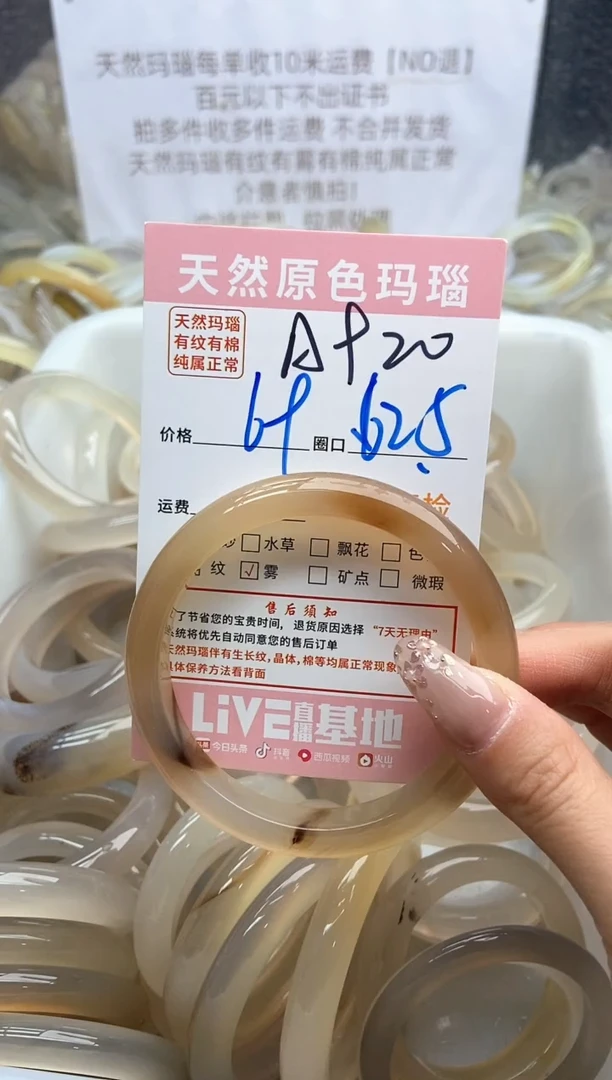 天然玛瑙每单收10米运费【NO退】
百元以下不出证书
拍多件收多件运费 不合并发货
天然玛瑙有纹有雾有棉纯属正常
介意者慎拍!
天然原色玛瑙
天然玛瑙
有纹有棉
纯属正常
价格
圈口 62.5
运费
检
水草 飘花 色
纹 雾 矿点 微瑕
售后须知
了节省您的宝贵时间，退货原因选择 “7天无理由”
统将优先自动同意您的售后订单
天然玛瑙伴有生长纹,晶体,棉等均属正常现象
具体保养方法看背面
LiVE直播基地
今日头条 抖音 西瓜视频 火山